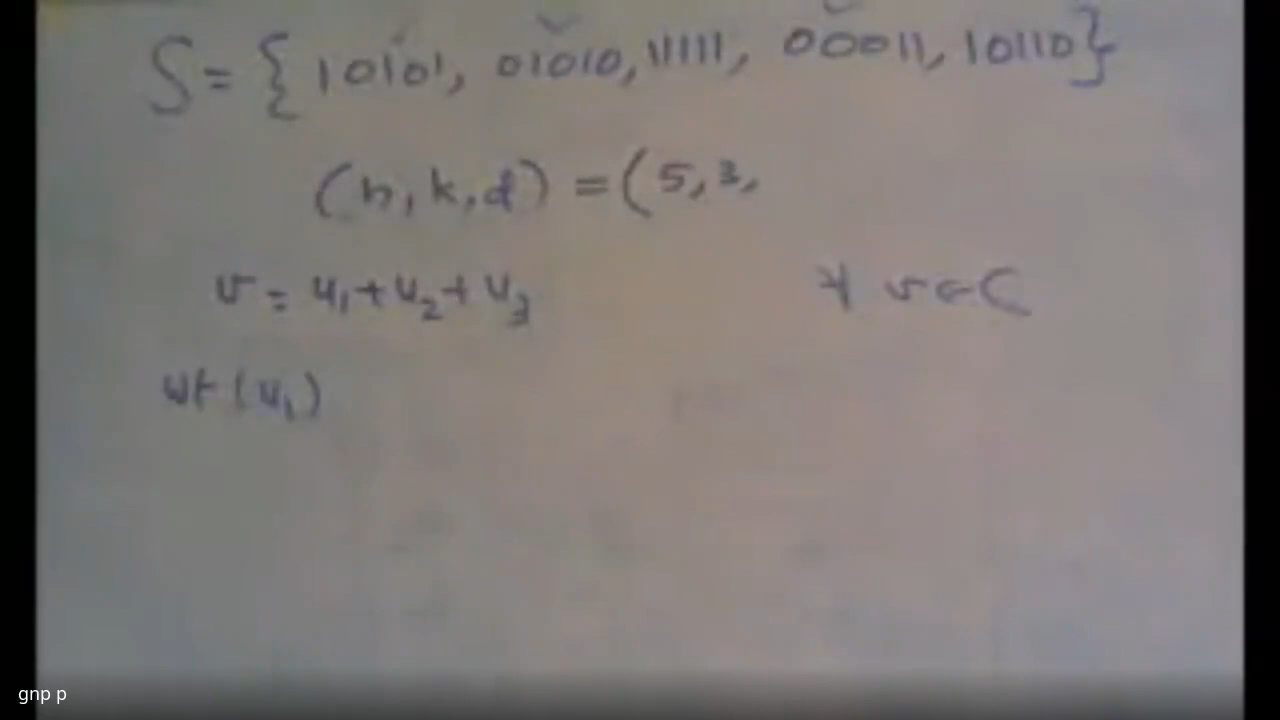 S = { 10101, 01010, 11111, 00011, 10110 }
(n, k, d) = (5, 3,
v = u₁ + u₂ + u₃ ∀ v ∈ C
wt(u₁)
gnp p